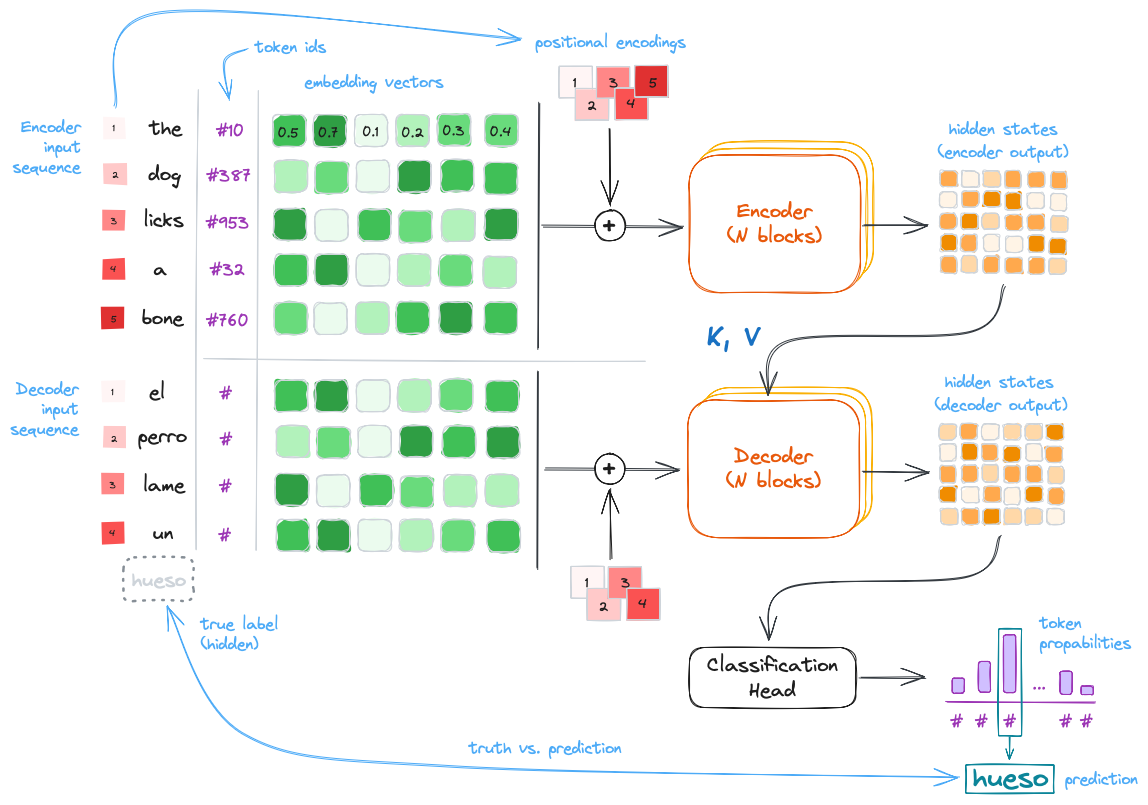 token ids
positional encodings
embedding vectors
1 3 5
2 4
Encoder
input
sequence
1 the #10 0.5 0.7 0.1 0.2 0.3 0.4
2 dog #387
3 licks #953
4 a #32
5 bone #760
+
Encoder
(N blocks)
hidden states
(encoder output)
K, V
Decoder
input
sequence
1 el #
2 perro #
3 lame #
4 un #
hueso
true label
(hidden)
+
1 3
2 4
Decoder
(N blocks)
hidden states
(decoder output)
Classification
Head
token
propabilities
...
# # # # #
truth vs. prediction
hueso prediction